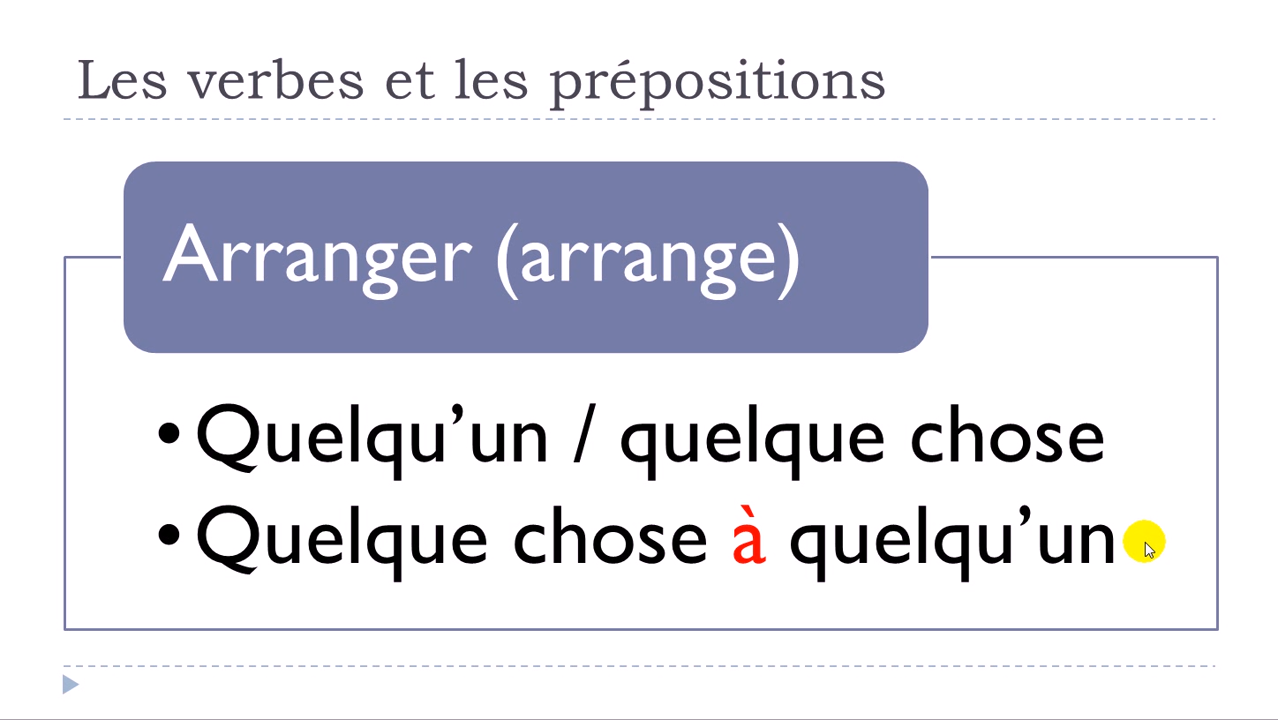 Les verbes et les prépositions
Arranger (arrange)
•Quelqu’un / quelque chose
•Quelque chose à quelqu’un